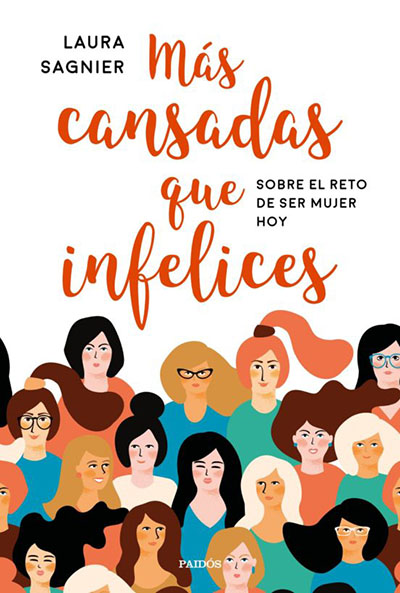 LAURA
SAGNIER
Más
cansadas
que
SOBRE EL RETO
DE SER MUJER
HOY
infelices
PAIDÓS